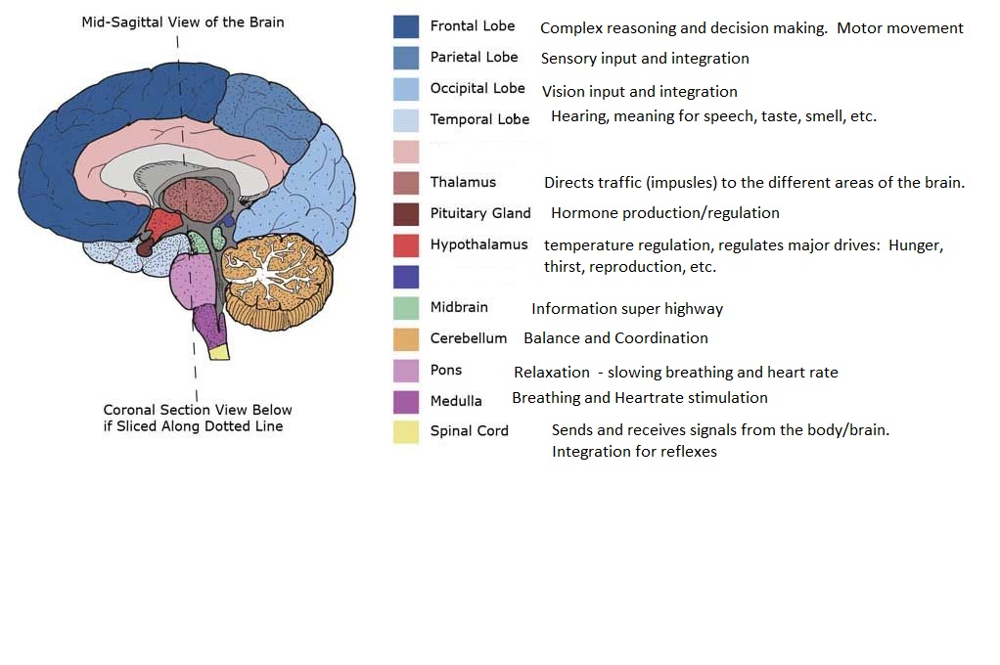 Mid-Sagittal View of the Brain
Frontal Lobe Complex reasoning and decision making. Motor movement
Parietal Lobe Sensory input and integration
Occipital Lobe Vision input and integration
Temporal Lobe Hearing, meaning for speech, taste, smell, etc.
Thalamus Directs traffic (impusles) to the different areas of the brain.
Pituitary Gland Hormone production/regulation
Hypothalamus temperature regulation, regulates major drives: Hunger,
thirst, reproduction, etc.
Midbrain Information super highway
Cerebellum Balance and Coordination
Pons Relaxation - slowing breathing and heart rate
Medulla Breathing and Heartrate stimulation
Spinal Cord Sends and receives signals from the body/brain.
Integration for reflexes
Coronal Section View Below
if Sliced Along Dotted Line